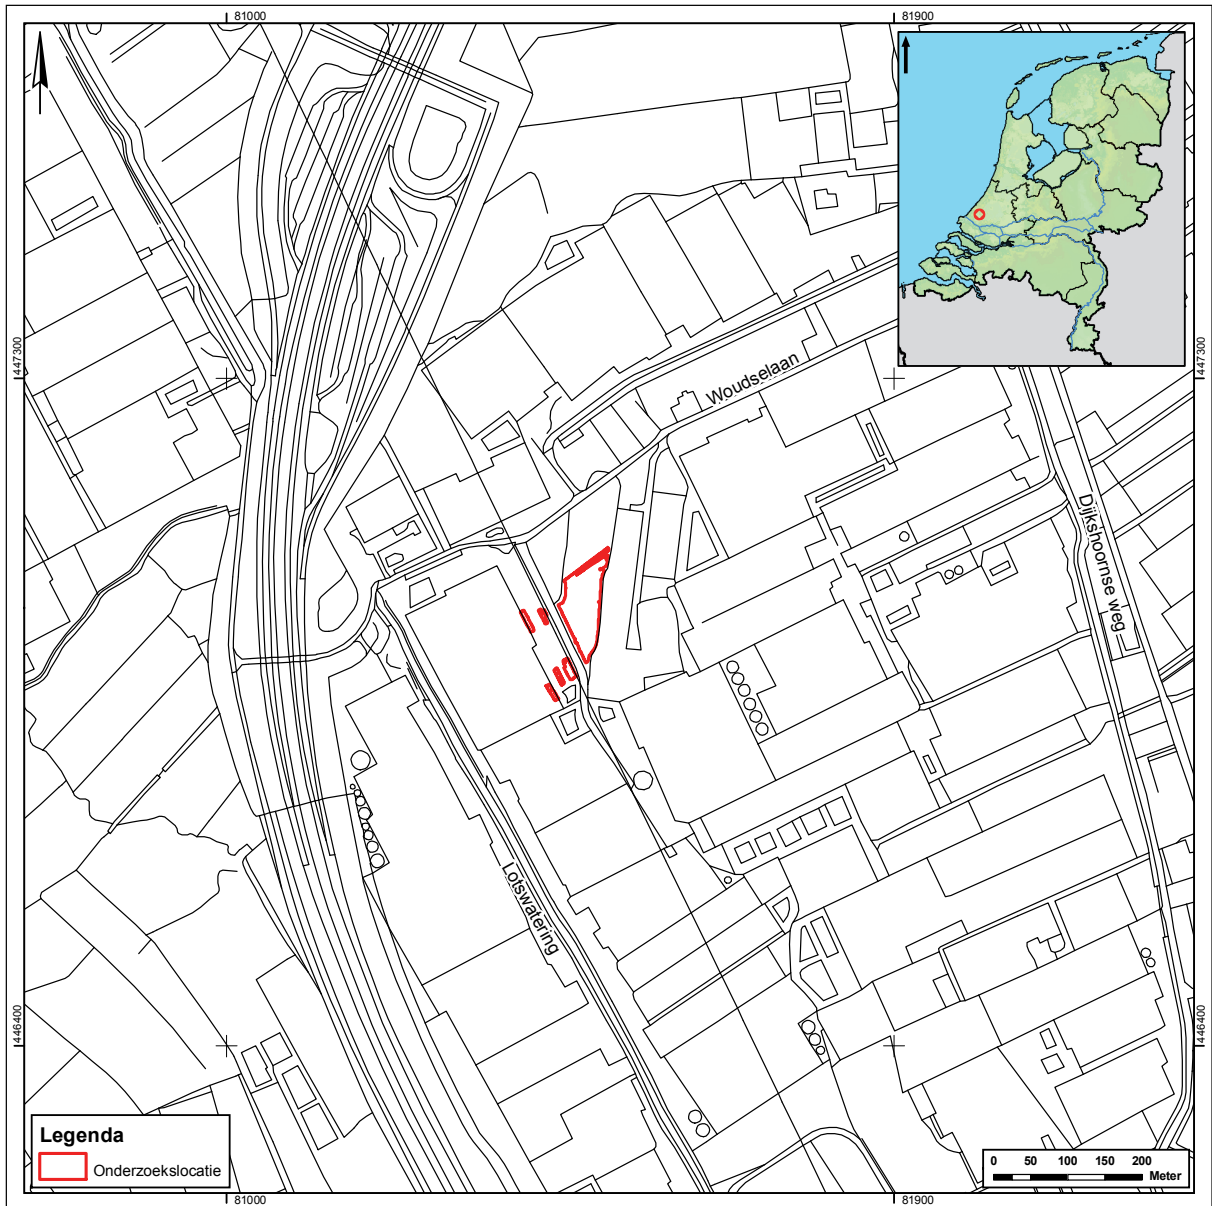 81000
81900
447300
447300
Woudselaan
Dijkshoornse weg
Lotswatering
446400
446400
Legenda
Onderzoekslocatie
0 50 100 150 200
Meter
81000
81900